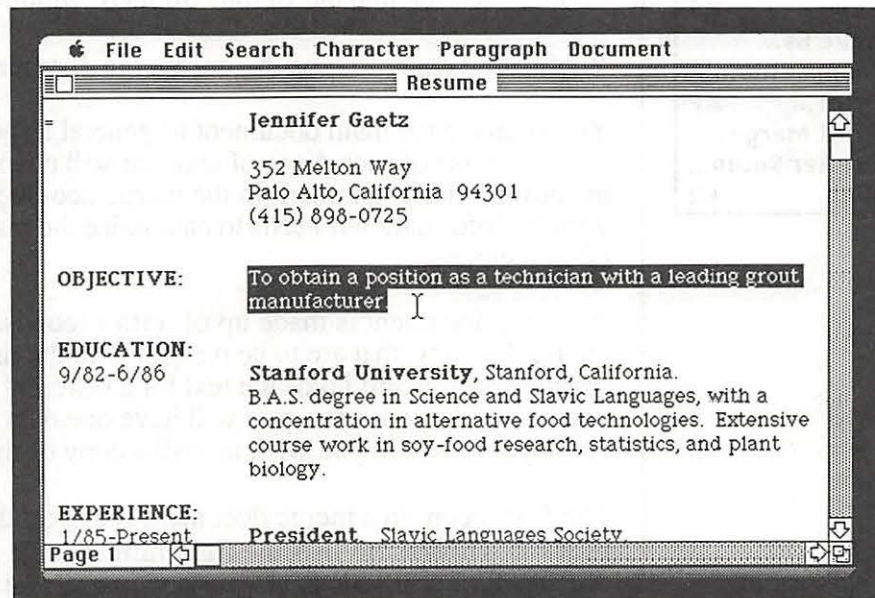 File Edit Search Character Paragraph Document
Resume
Jennifer Gaetz
352 Melton Way
Palo Alto, California 94301
(415) 898-0725
OBJECTIVE: To obtain a position as a technician with a leading grout
manufacturer.
EDUCATION:
9/82-6/86 Stanford University, Stanford, California.
B.A.S. degree in Science and Slavic Languages, with a
concentration in alternative food technologies. Extensive
course work in soy-food research, statistics, and plant
biology.
EXPERIENCE:
1/85-Present President, Slavic Languages Society.
Page 1